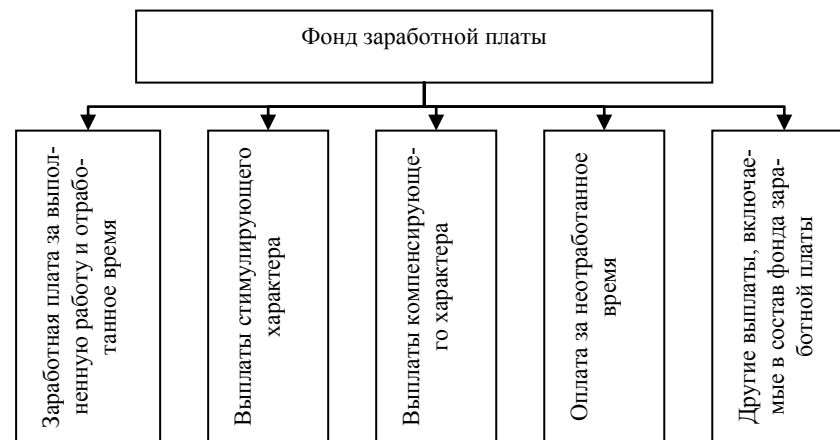 Фонд заработной платы
Заработная плата за выпол-
ненную работу и отрабо-
танное время
Выплаты стимулирующего
характера
Выплаты компенсирующе-
го характера
Оплата за неотработанное
время
Другие выплаты, включае-
мые в состав фонда зара-
ботной платы